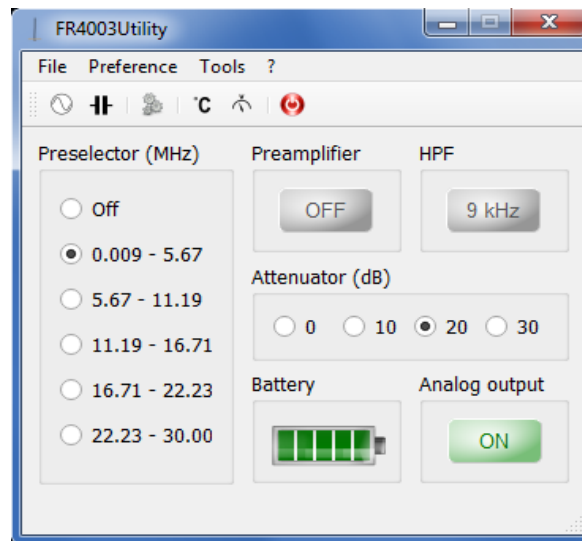 FR4003Utility
File Preference Tools ?
°C
Preselector (MHz)
Off
0.009 - 5.67
5.67 - 11.19
11.19 - 16.71
16.71 - 22.23
22.23 - 30.00
Preamplifier
OFF
HPF
9 kHz
Attenuator (dB)
0 10 20 30
Battery
Analog output
ON